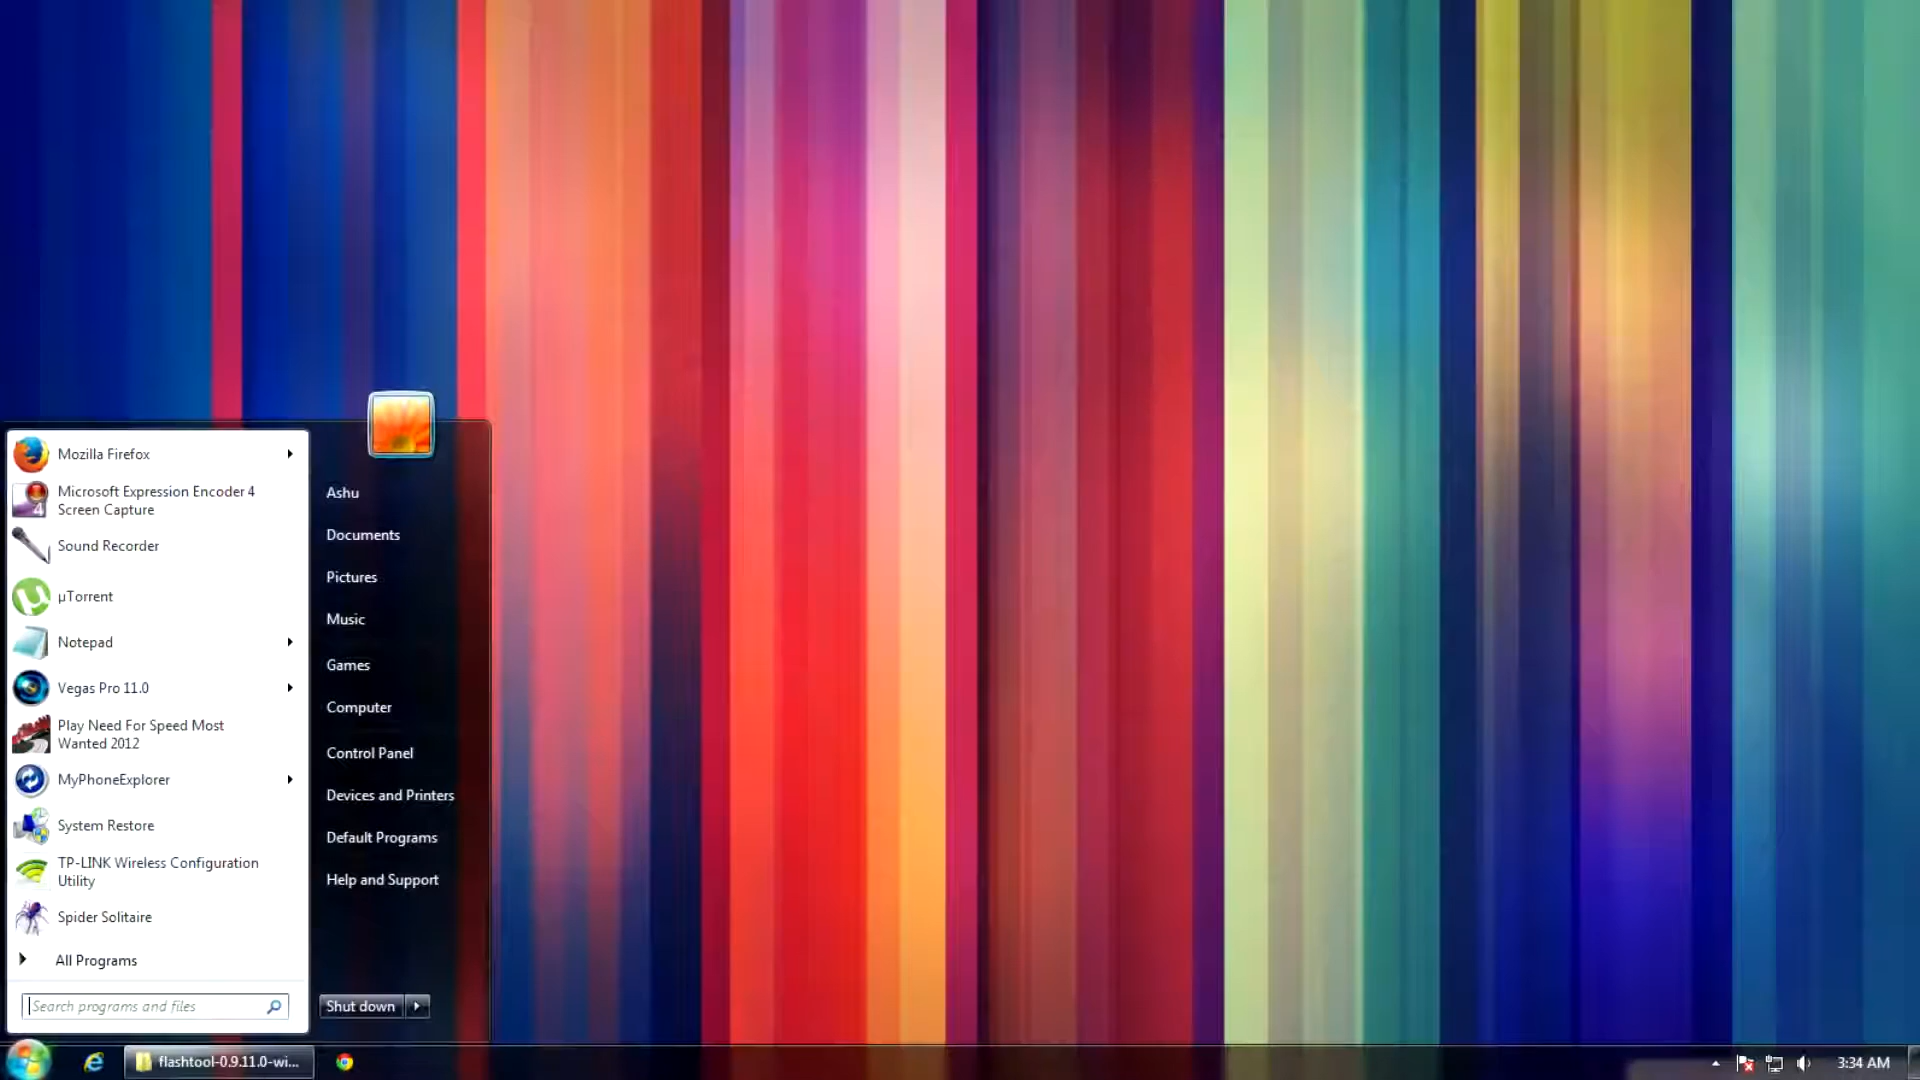 Mozilla Firefox
Microsoft Expression Encoder 4
Screen Capture
Sound Recorder
µTorrent
Notepad
Vegas Pro 11.0
Play Need For Speed Most
Wanted 2012
MyPhoneExplorer
System Restore
TP-LINK Wireless Configuration
Utility
Spider Solitaire
All Programs
Search programs and files
Ashu
Documents
Pictures
Music
Games
Computer
Control Panel
Devices and Printers
Default Programs
Help and Support
Shut down
flashtool-0.9.11.0-wi...
3:34 AM